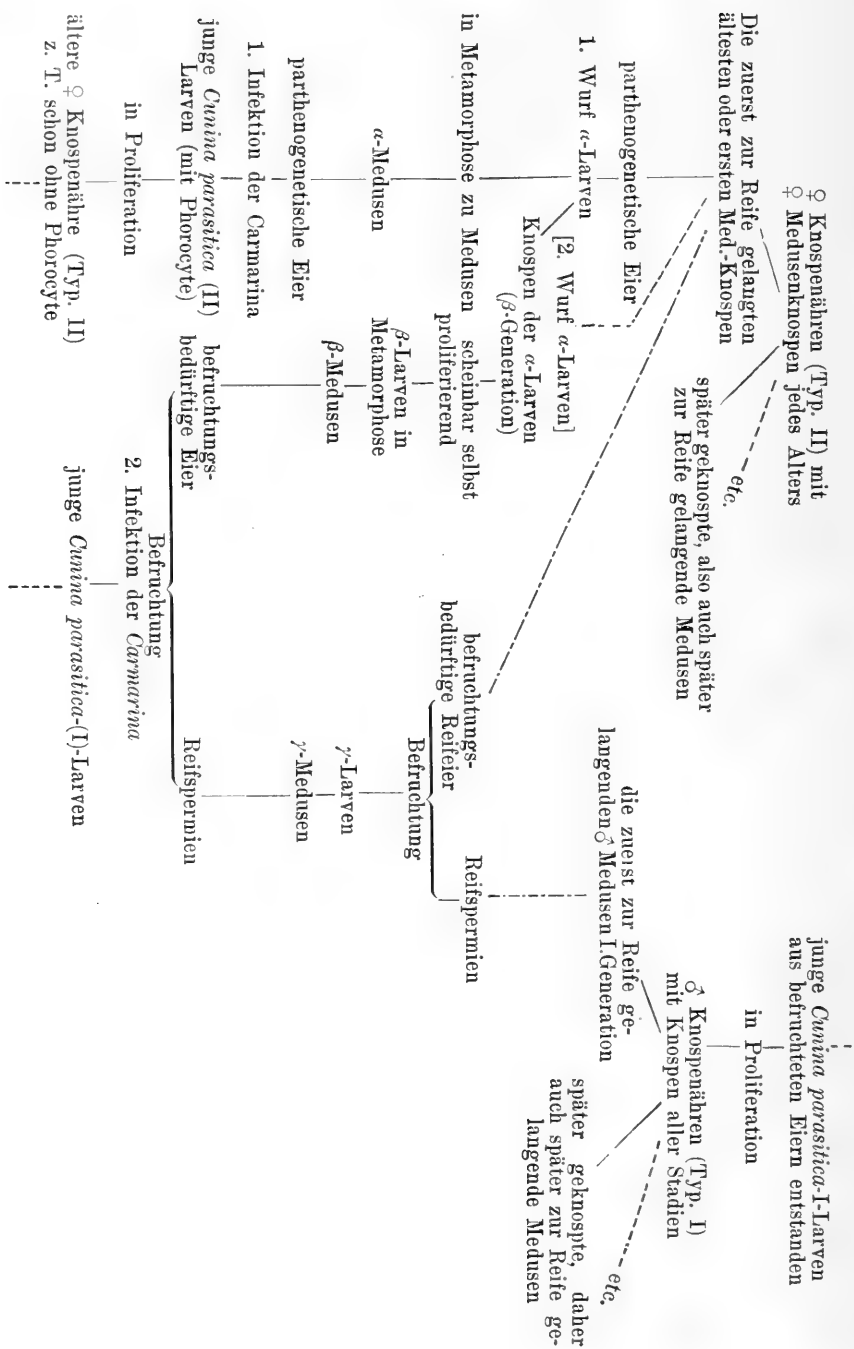 ♀ Knospenähren (Typ. II) mit
♀ Medusenknospen jedes Alters
Die zuerst zur Reife gelangten
ältesten oder ersten Med.-Knospen
etc.
später geknospte, also auch später
zur Reife gelangende Medusen
parthenogenetische Eier
1. Wurf α-Larven
[2. Wurf α-Larven]
Knospen der α-Larven
(β-Generation)
in Metamorphose zu Medusen
scheinbar selbst
proliferierend
α-Medusen
β-Larven in
Metamorphose
parthenogenetische Eier
β-Medusen
1. Infektion der Carmarina
junge Cunina parasitica (II)
Larven (mit Phorocyte)
befruchtungs-
bedürftige Eier
in Proliferation
ältere ♀ Knospenähre (Typ. II)
z. T. schon ohne Phorocyte
junge Cunina parasitica-I-Larven
aus befruchteten Eiern entstanden
in Proliferation
♂ Knospenähren (Typ. I)
mit Knospen aller Stadien
etc.
die zuerst zur Reife ge-
langenden ♂ Medusen I. Generation
später geknospte, daher
auch später zur Reife ge-
langende Medusen
befruchtungs-
bedürftige Reifeier
Reifspermien
Befruchtung
γ-Larven
γ-Medusen
Reifspermien
Befruchtung
2. Infektion der Carmarina
junge Cunina parasitica-(I)-Larven